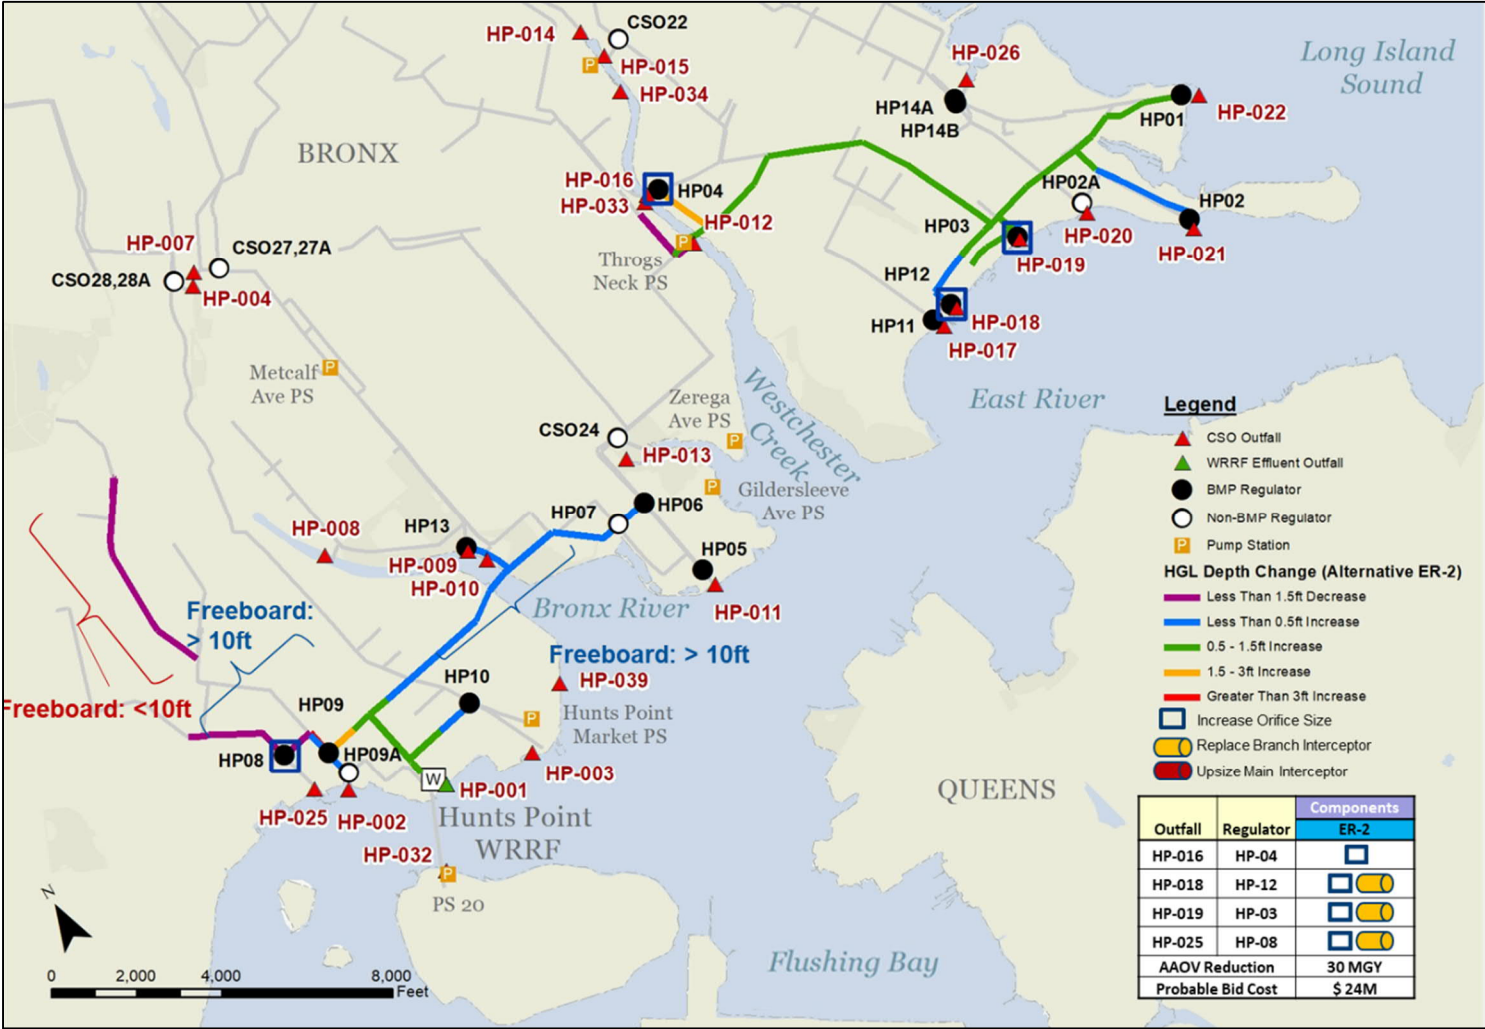 HP-014
CSO22
HP-015
P
HP-034
HP-026
Long Island
Sound
HP14A
HP14B
HP01
HP-022
BRONX
HP-016
HP04
HP-033
HP-012
P
Throgs
Neck PS
HP02A
HP02
HP03
HP-020
HP-021
HP-019
HP12
HP11
HP-018
HP-017
HP-007
CSO27,27A
CSO28,28A
HP-004
Metcalf
Ave PS
P
Zerega
Ave PS
P
Westchester
Creek
East River
CSO24
HP-013
P
Gildersleeve
Ave PS
HP06
HP07
HP-008
HP13
HP-009
HP-010
HP05
HP-011
Bronx River
Freeboard:
> 10ft
Freeboard: > 10ft
Freeboard: <10ft
HP10
HP-039
P
Hunts Point
Market PS
HP09
HP08
HP09A
W
HP-001
HP-003
HP-025
HP-002
Hunts Point
WRRF
HP-032
P
PS 20
QUEENS
Flushing Bay
N
0
2,000
4,000
8,000
Feet
Legend
CSO Outfall
WRRF Effluent Outfall
BMP Regulator
Non-BMP Regulator
P Pump Station
HGL Depth Change (Alternative ER-2)
Less Than 1.5ft Decrease
Less Than 0.5ft Increase
0.5 - 1.5ft Increase
1.5 - 3ft Increase
Greater Than 3ft Increase
Increase Orifice Size
Replace Branch Interceptor
Upsize Main Interceptor
Components
Outfall Regulator ER-2
HP-016 HP-04
HP-018 HP-12
HP-019 HP-03
HP-025 HP-08
AAOV Reduction 30 MGY
Probable Bid Cost $ 24M